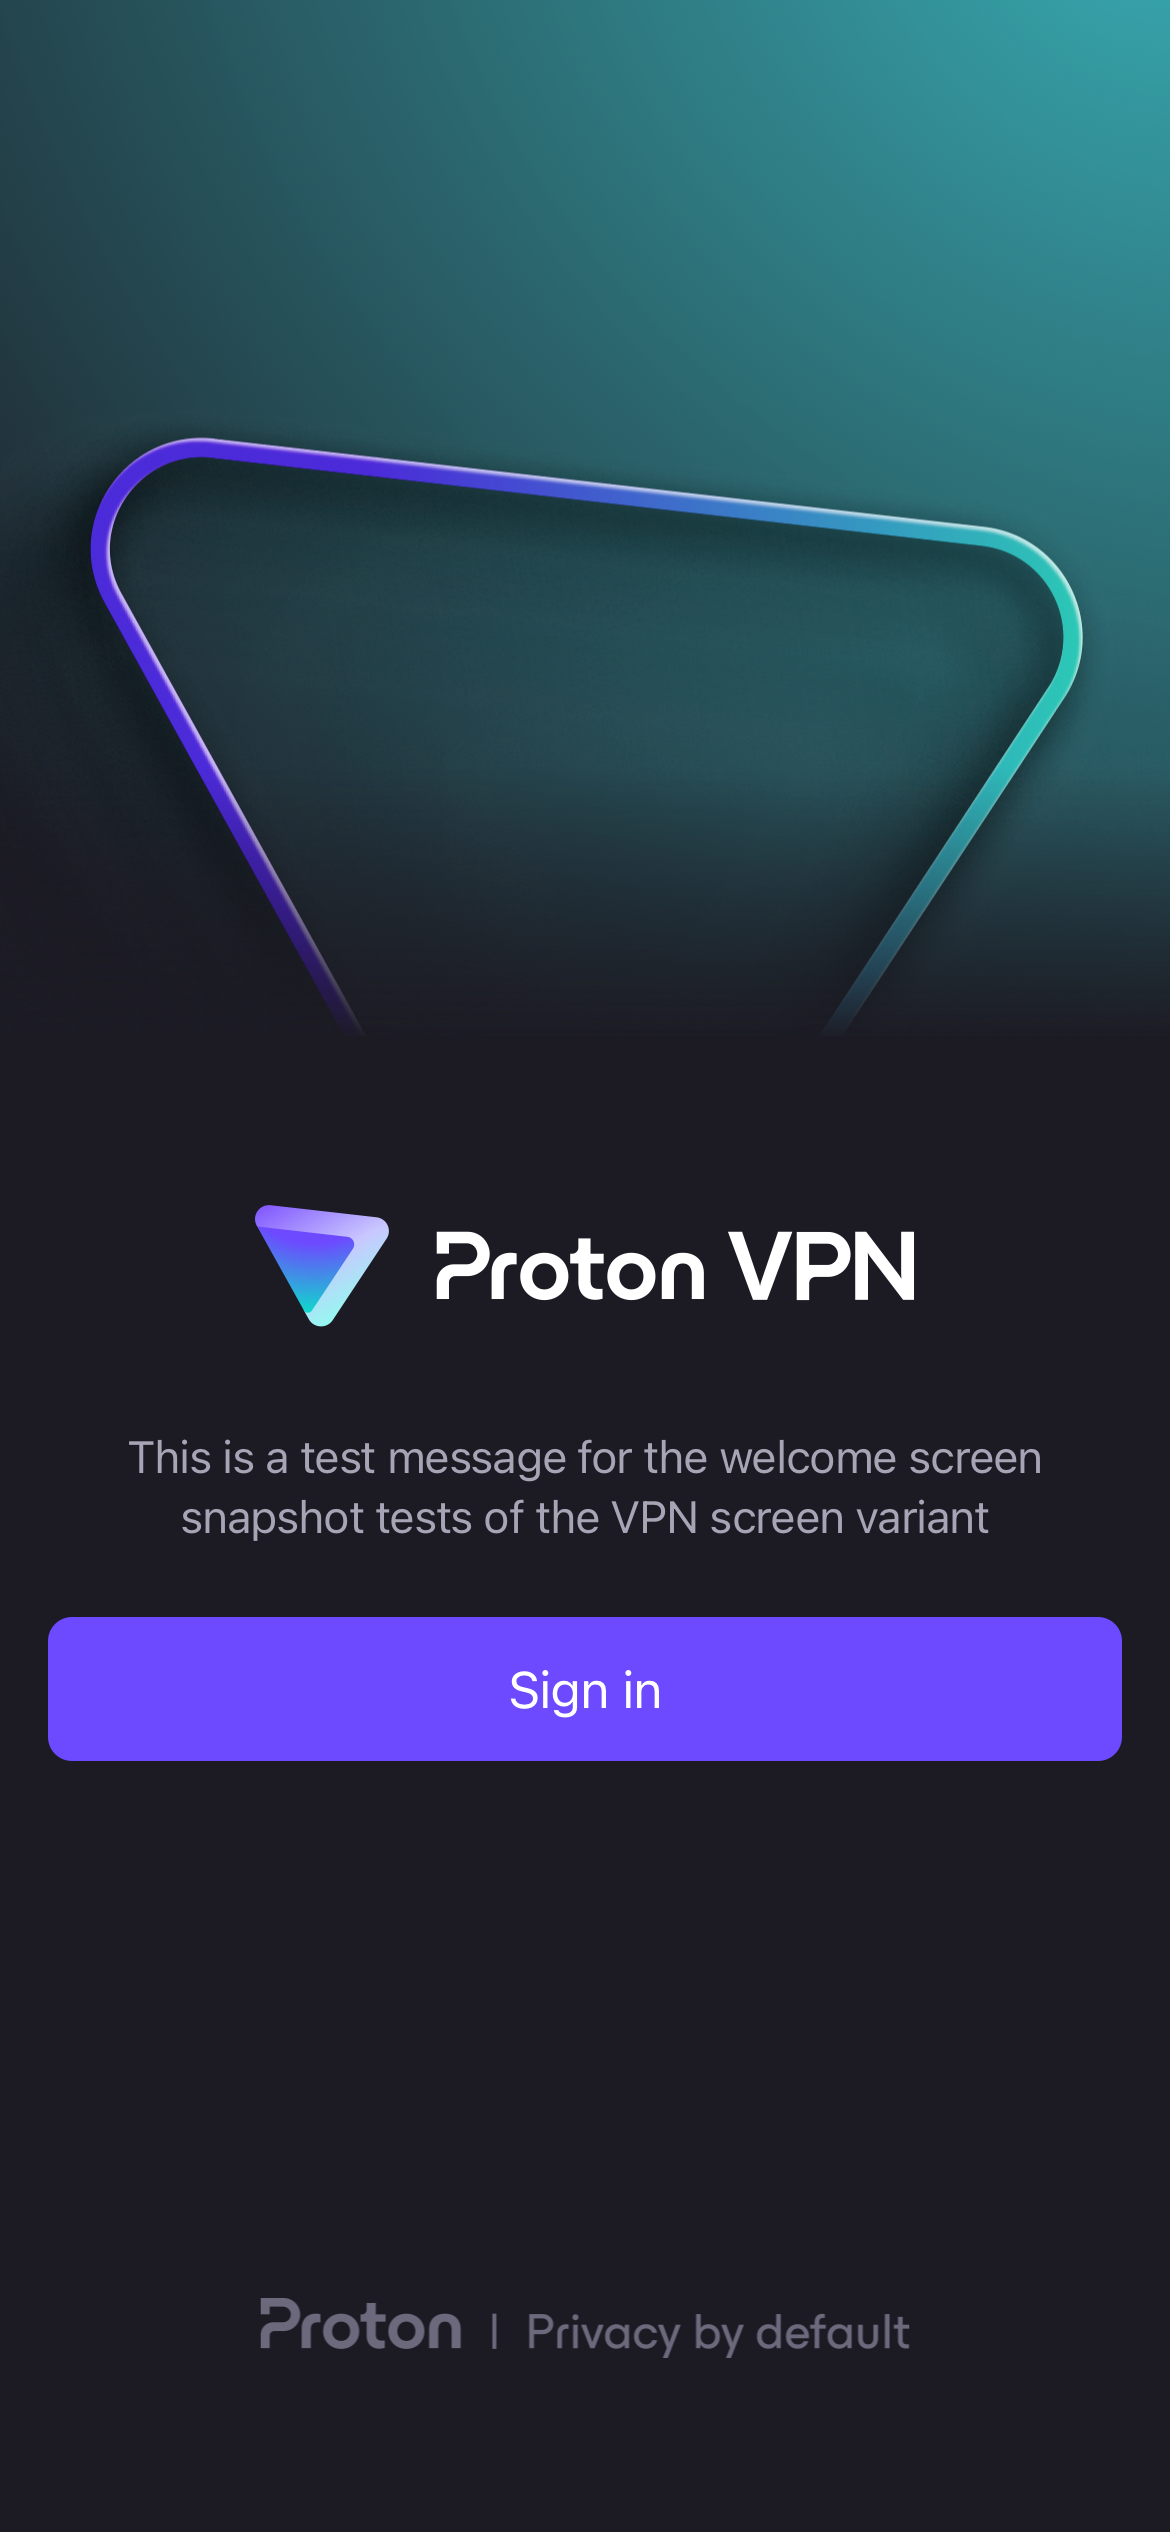 Proton VPN
This is a test message for the welcome screen
snapshot tests of the VPN screen variant
Sign in
Proton | Privacy by default